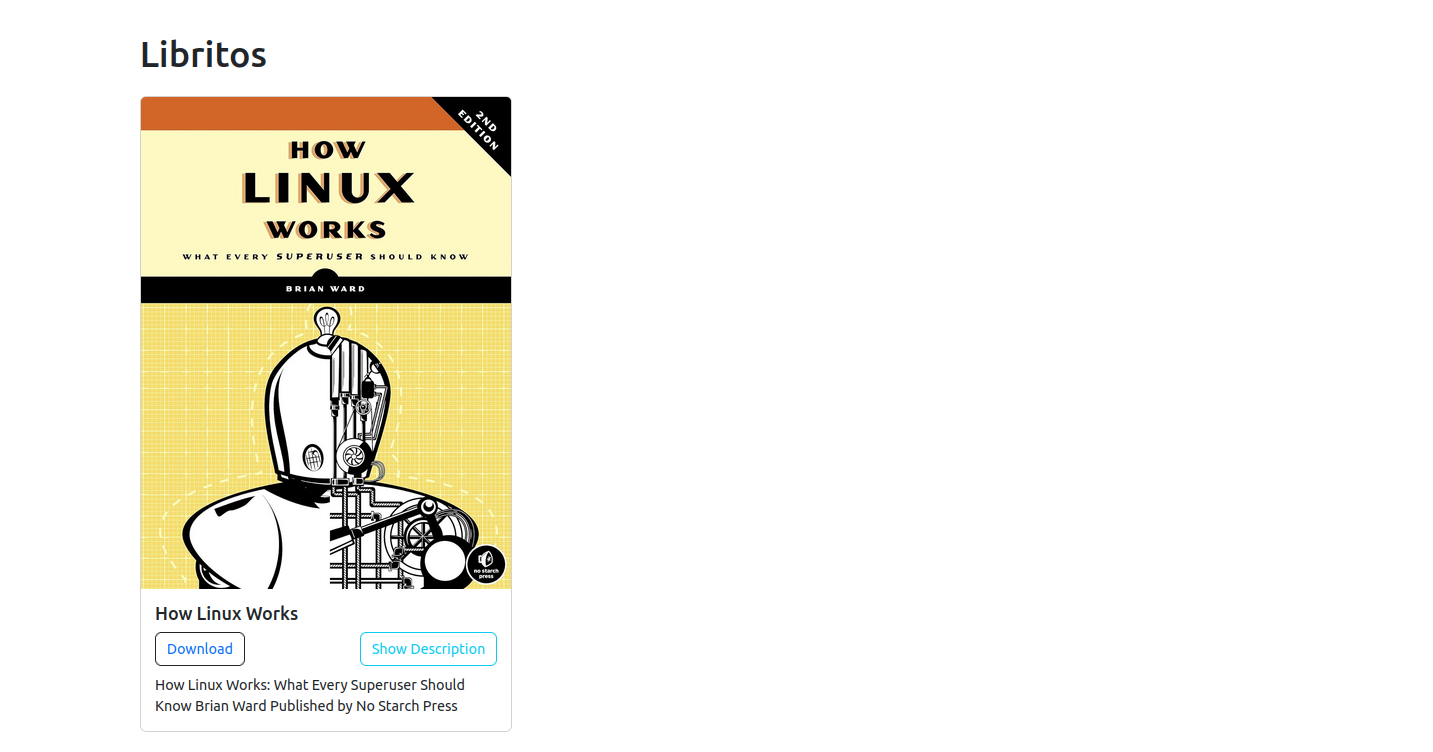 Libritos
2ND
EDITION
HOW
LINUX
WORKS
WHAT EVERY SUPERUSER SHOULD KNOW
BRIAN WARD
no starch
press
How Linux Works
Download
Show Description
How Linux Works: What Every Superuser Should
Know Brian Ward Published by No Starch Press